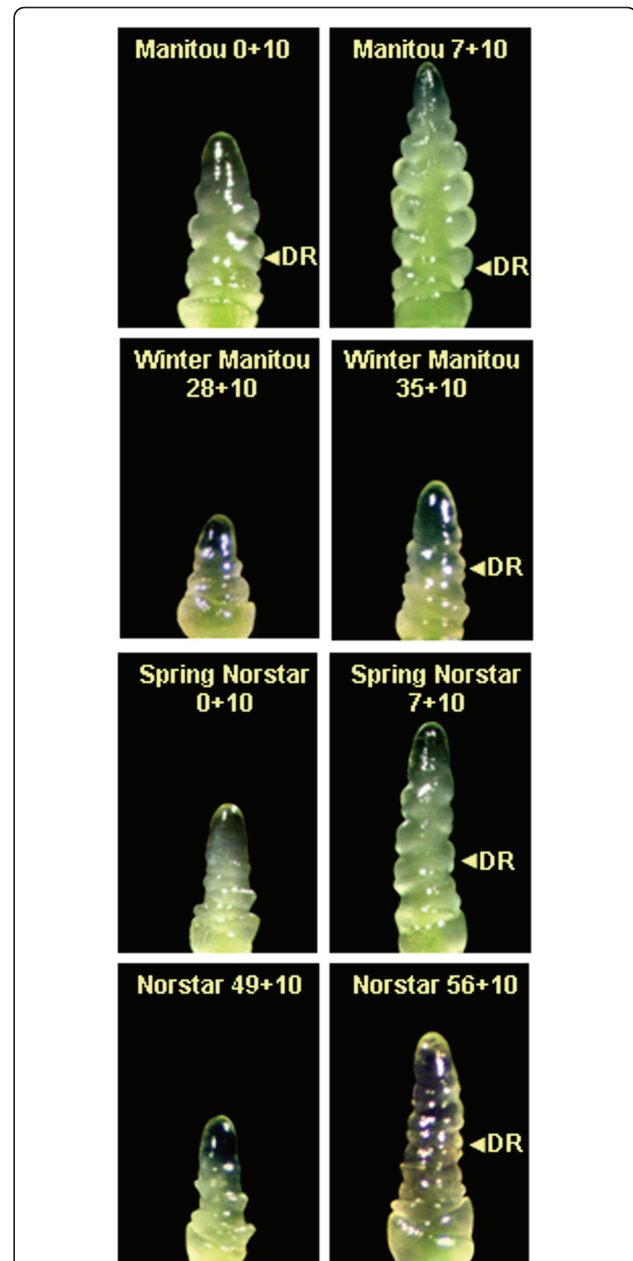 Manitou 0+10
◄DR
Manitou 7+10
◄DR
Winter Manitou
28+10
Winter Manitou
35+10
◄DR
Spring Norstar
0+10
Spring Norstar
7+10
◄DR
Norstar 49+10
Norstar 56+10
◄DR